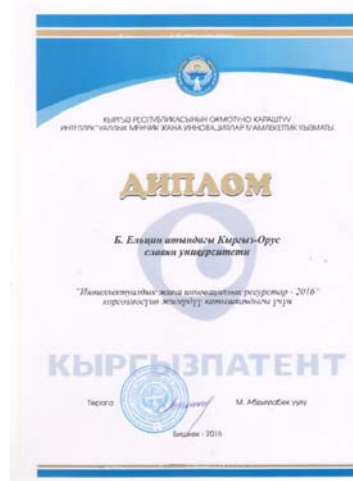 КЫРГЫЗ РЕСПУБЛИКАСЫНЫН ӨКМӨТҮНӨ КАРАШТУУ
ИНТЕЛЛЕКТУАЛДЫК МЕНЧИК ЖАНА ИННОВАЦИЯЛАР МАМЛЕКЕТТИК КЫЗМАТЫ
ДИПЛОМ
Б. Ельцин атындагы Кыргыз-Орус
славян университети
"Интеллектуалдык жана инновациялык ресурстар - 2016"
көргөзмөсүнө жигердүү катышкандыгы үчүн
КЫРГЫЗПАТЕНТ
Төрага
М. Абдиллабек уулу
Бишкек - 2016